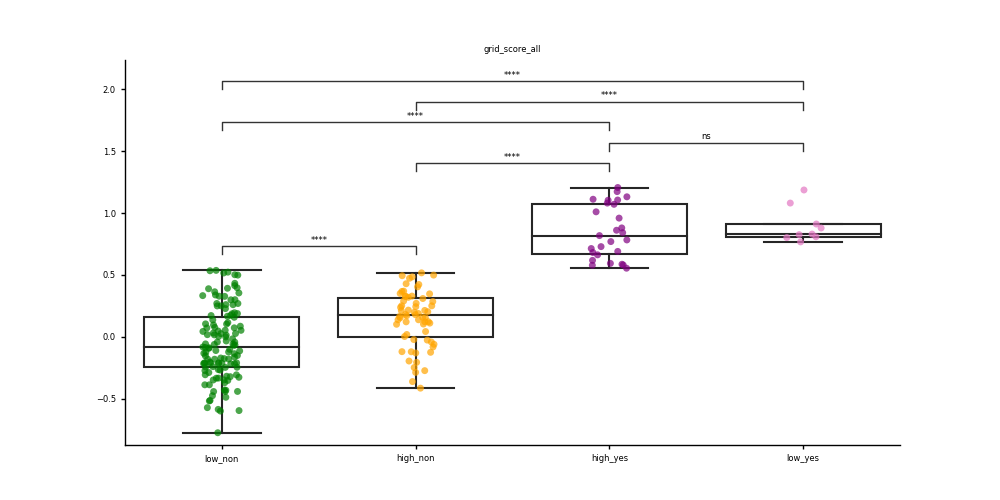 grid_score_all
2.0
1.5
1.0
0.5
0.0
−0.5
****
****
****
ns
****
****
low_non
high_non
high_yes
low_yes